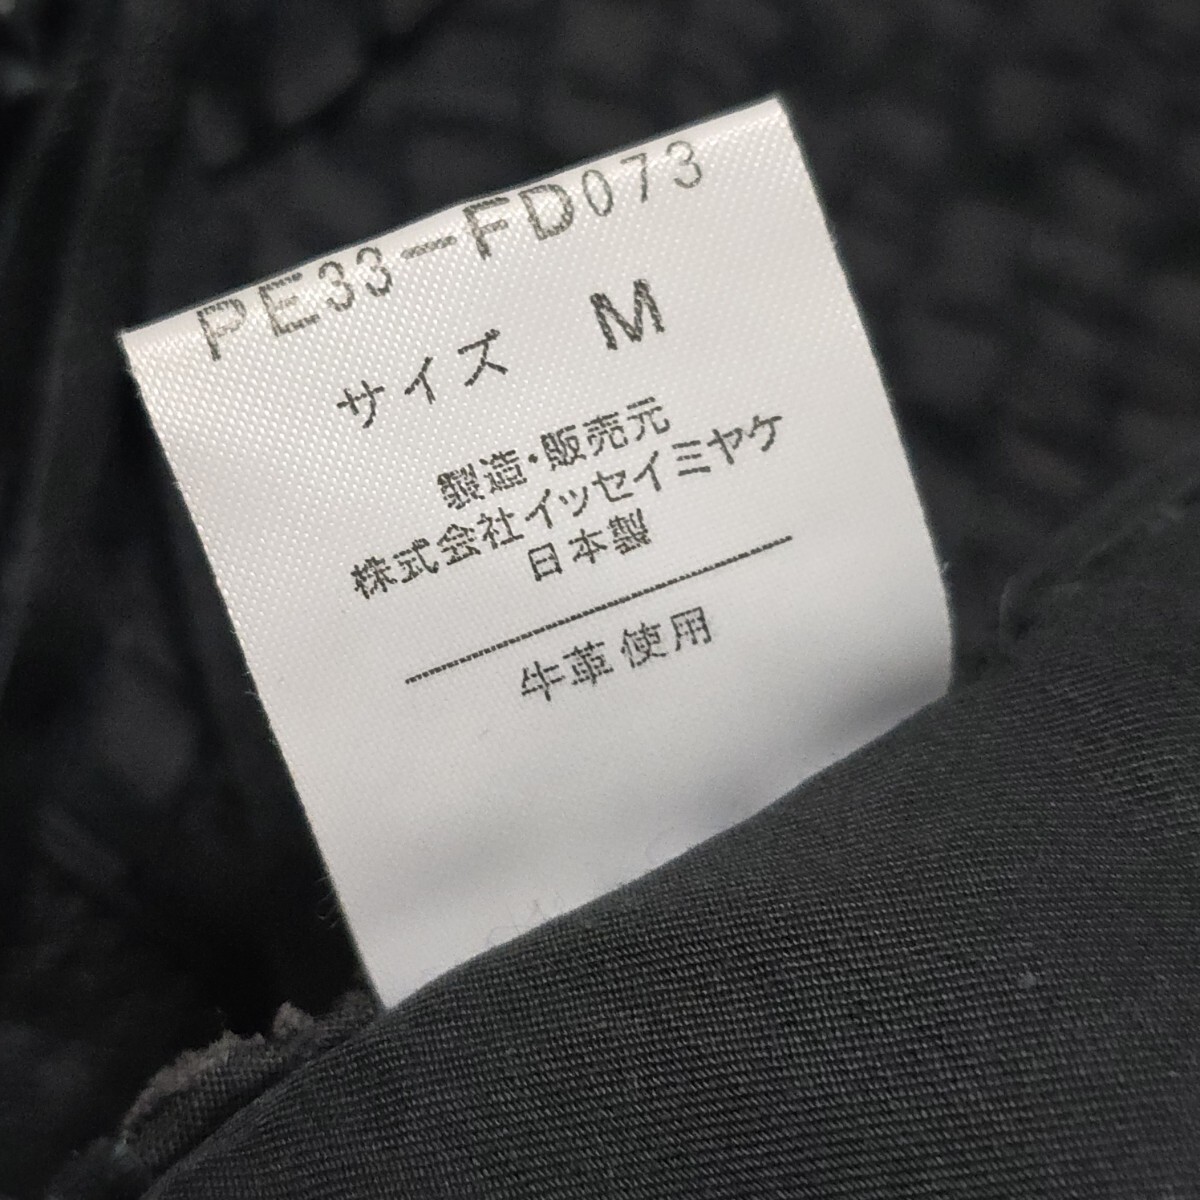 PE33-FD073
サイズ M
製造・販売元
株式会社イッセイミヤケ
日本製
牛革使用